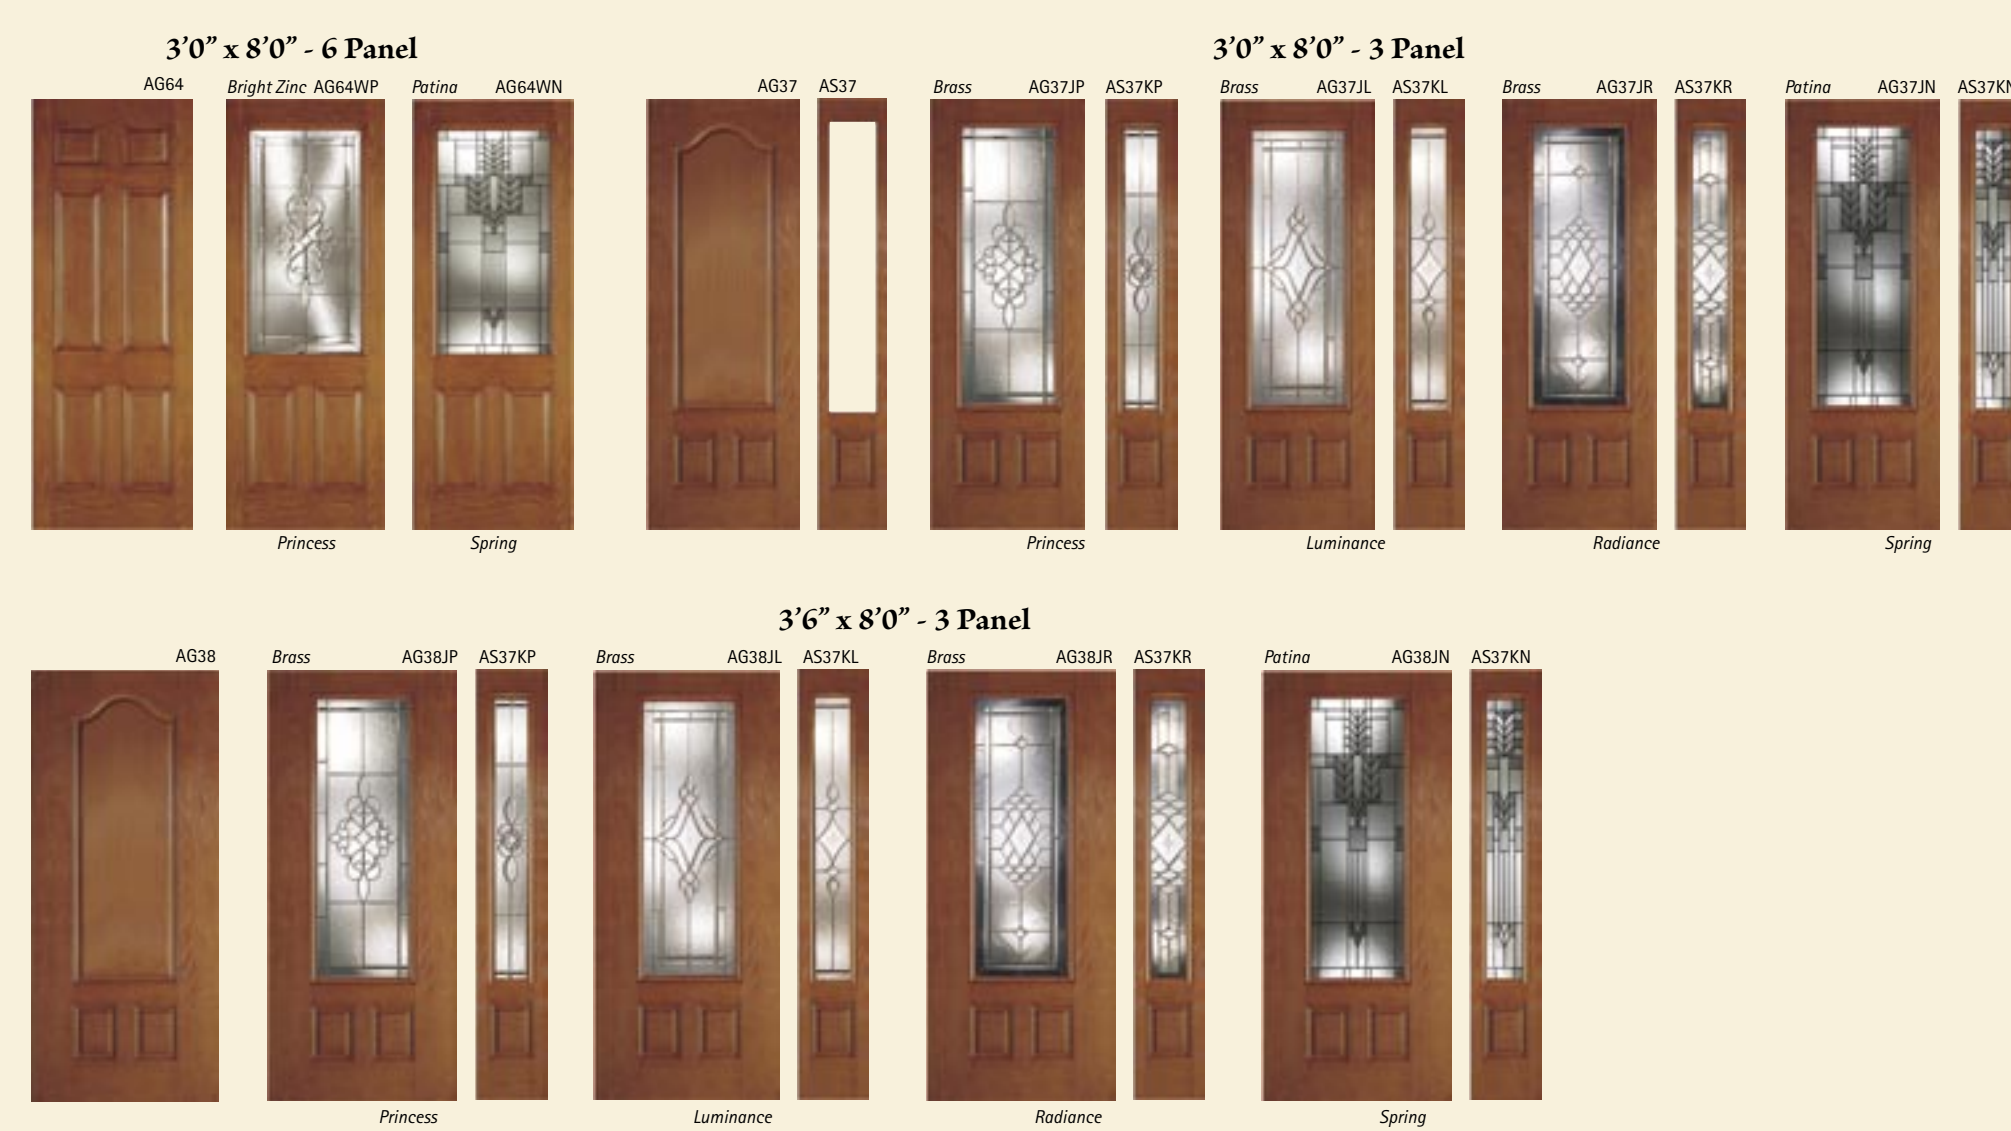 3’0” x 8’0” - 6 Panel
AG64
Bright Zinc AG64WP
Patina AG64WN
Princess
Spring
3’0” x 8’0” - 3 Panel
AG37 AS37
Brass AG37JP AS37KP
Princess
Brass AG37JL AS37KL
Luminance
Brass AG37JR AS37KR
Radiance
Patina AG37JN AS37KN
Spring
3’6” x 8’0” - 3 Panel
AG38
Brass AG38JP AS37KP
Princess
Brass AG38JL AS37KL
Luminance
Brass AG38JR AS37KR
Radiance
Patina AG38JN AS37KN
Spring